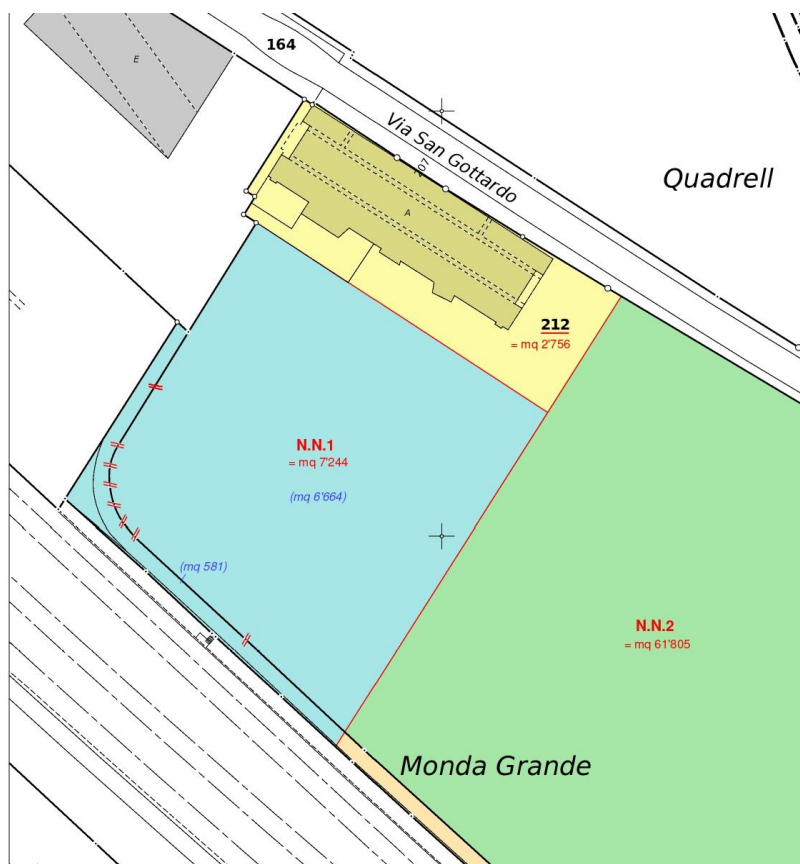 164
E
Via San Gottardo
Quadrell
A
212
= mq 2'756
N.N.1
= mq 7'244
(mq 6'664)
(mq 581)
N.N.2
= mq 61'805
Monda Grande